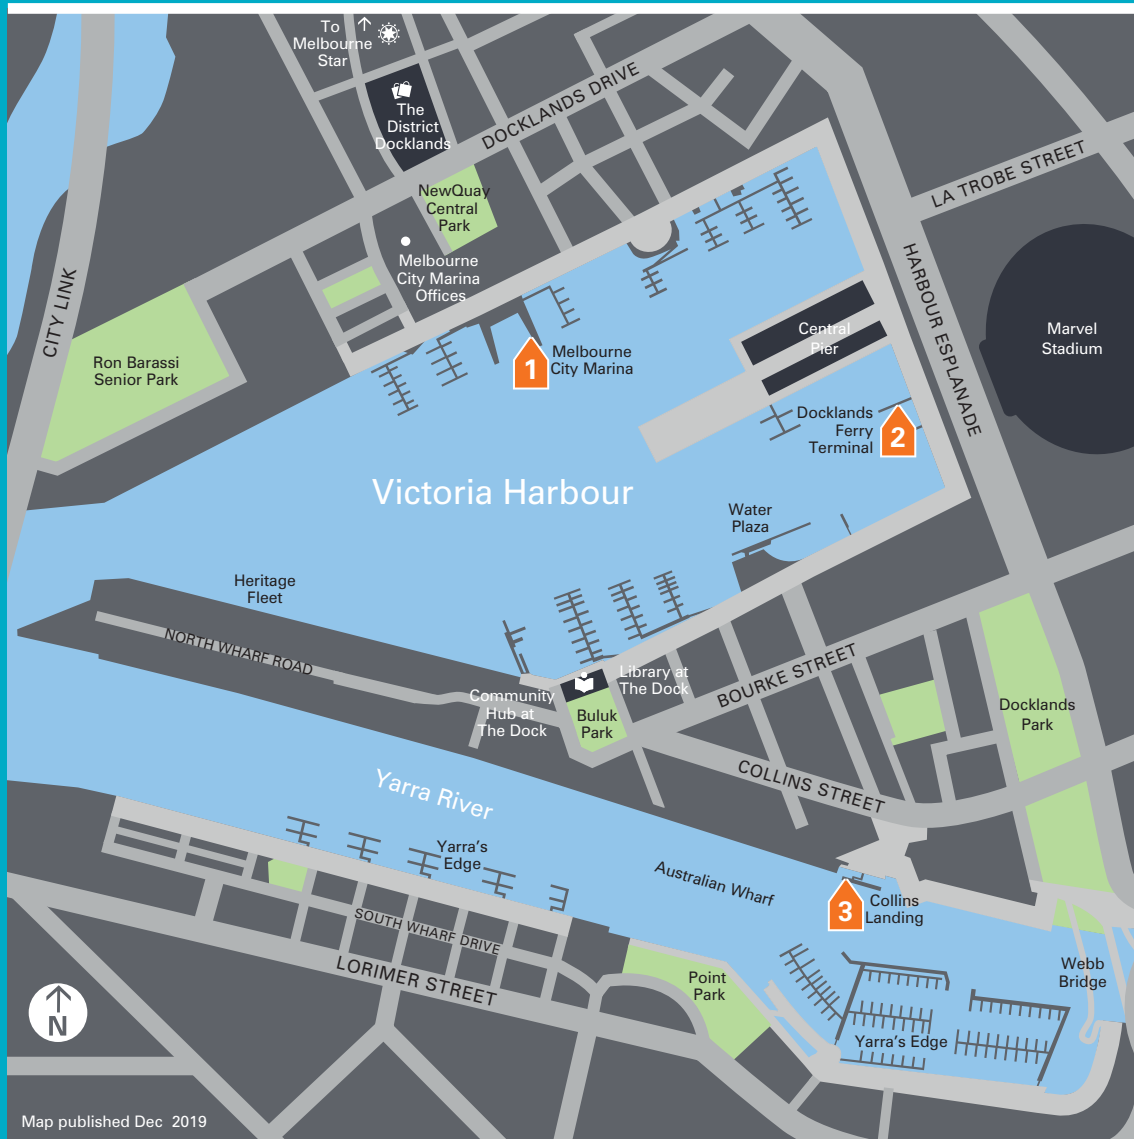 To
Melbourne
Star
The
District
Docklands
DOCKLANDS DRIVE
LA TROBE STREET
NewQuay
Central
Park
Melbourne
City Marina
Offices
CITY LINK
HARBOUR ESPLANADE
Ron Barassi
Senior Park
1
Melbourne
City Marina
Central
Pier
Marvel
Stadium
Docklands
Ferry
Terminal
2
Victoria Harbour
Water
Plaza
Heritage
Fleet
NORTH WHARF ROAD
Library at
The Dock
BOURKE STREET
Community
Hub at
The Dock
Buluk
Park
Docklands
Park
COLLINS STREET
Yarra River
Yarra's
Edge
Australian Wharf
3
Collins
Landing
SOUTH WHARF DRIVE
LORIMER STREET
Point
Park
Webb
Bridge
Yarra's Edge
N
Map published Dec 2019